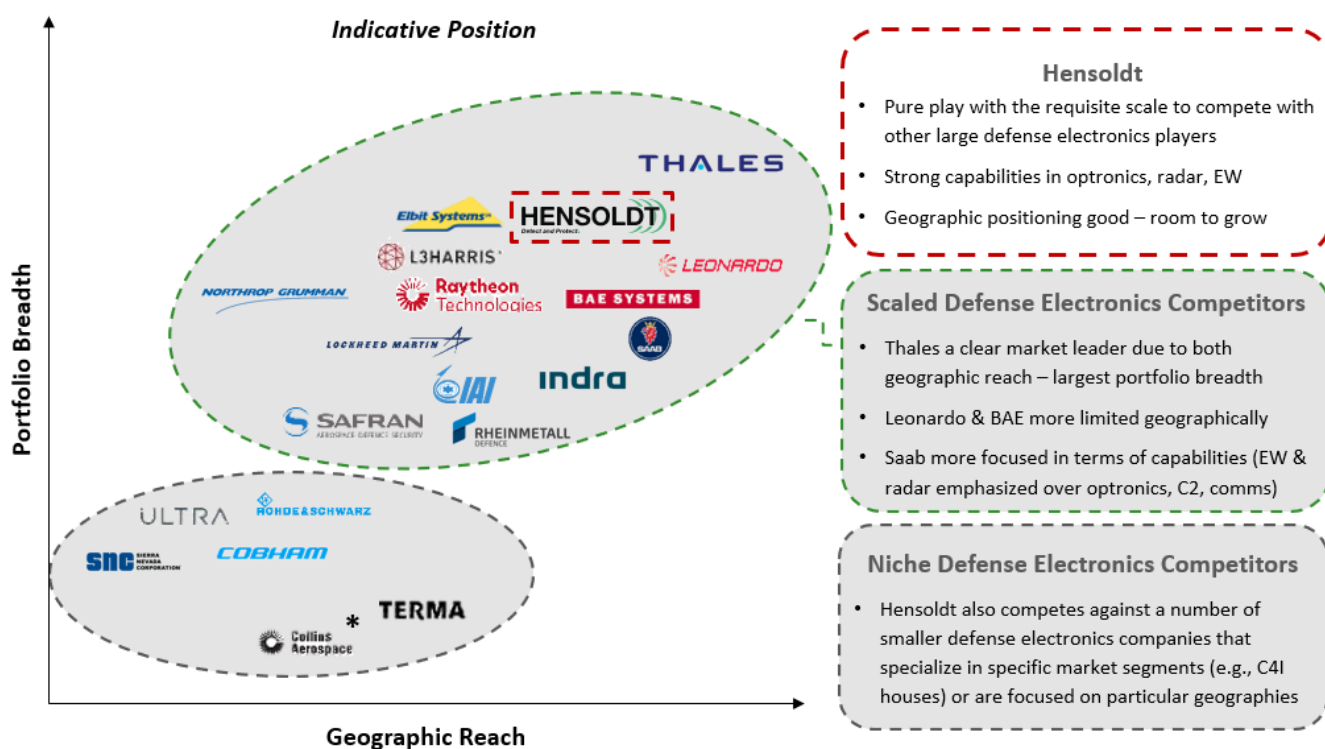 Indicative Position
Portfolio Breadth
THALES
Elbit Systems
HENSOLDT
Detect and Protect.
L3HARRIS
LEONARDO
NORTHROP GRUMMAN
Raytheon
Technologies
BAE SYSTEMS
LOCKHEED MARTIN
SAAB
IAI
indra
SAFRAN
AEROSPACE · DEFENCE · SECURITY
RHEINMETALL
DEFENCE
ULTRA
ROHDE & SCHWARZ
snc SIERRA
NEVADA
CORPORATION
COBHAM
TERMA
*
Collins
Aerospace
Geographic Reach
Hensoldt
• Pure play with the requisite scale to compete with
other large defense electronics players
• Strong capabilities in optronics, radar, EW
• Geographic positioning good – room to grow
Scaled Defense Electronics Competitors
• Thales a clear market leader due to both
geographic reach – largest portfolio breadth
• Leonardo & BAE more limited geographically
• Saab more focused in terms of capabilities (EW &
radar emphasized over optronics, C2, comms)
Niche Defense Electronics Competitors
• Hensoldt also competes against a number of
smaller defense electronics companies that
specialize in specific market segments (e.g., C4I
houses) or are focused on particular geographies